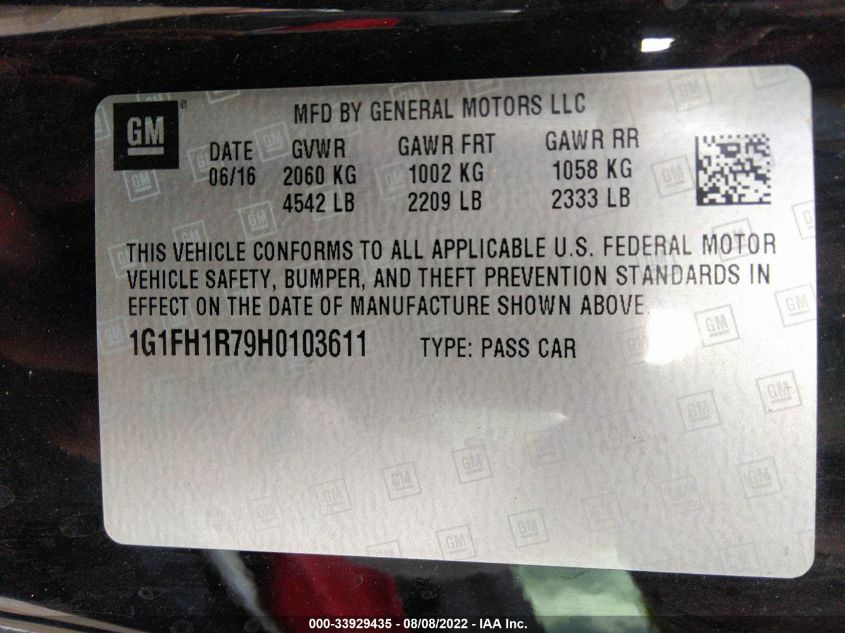 MFD BY GENERAL MOTORS LLC
GM ®
DATE GVWR GAWR FRT GAWR RR
06/16 2060 KG 1002 KG 1058 KG
4542 LB 2209 LB 2333 LB
THIS VEHICLE CONFORMS TO ALL APPLICABLE U.S. FEDERAL MOTOR
VEHICLE SAFETY, BUMPER, AND THEFT PREVENTION STANDARDS IN
EFFECT ON THE DATE OF MANUFACTURE SHOWN ABOVE.
1G1FH1R79H0103611 TYPE: PASS CAR
000-33929435 - 08/08/2022 - IAA Inc.